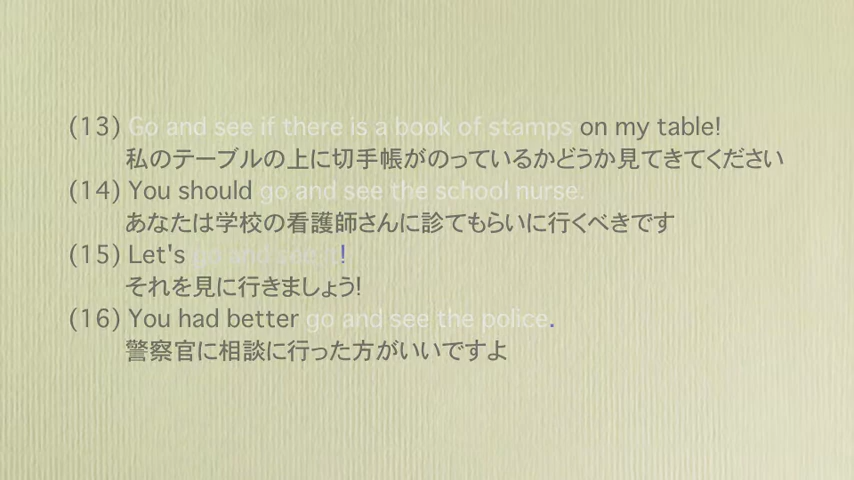 (13) Go and see if there is a book of stamps on my table!
私のテーブルの上に切手帳がのっているかどうか見てきてください
(14) You should go and see the school nurse.
あなたは学校の看護師さんに診てもらいに行くべきです
(15) Let's go and see it!
それを見に行きましょう!
(16) You had better go and see the police.
警察官に相談に行った方がいいですよ